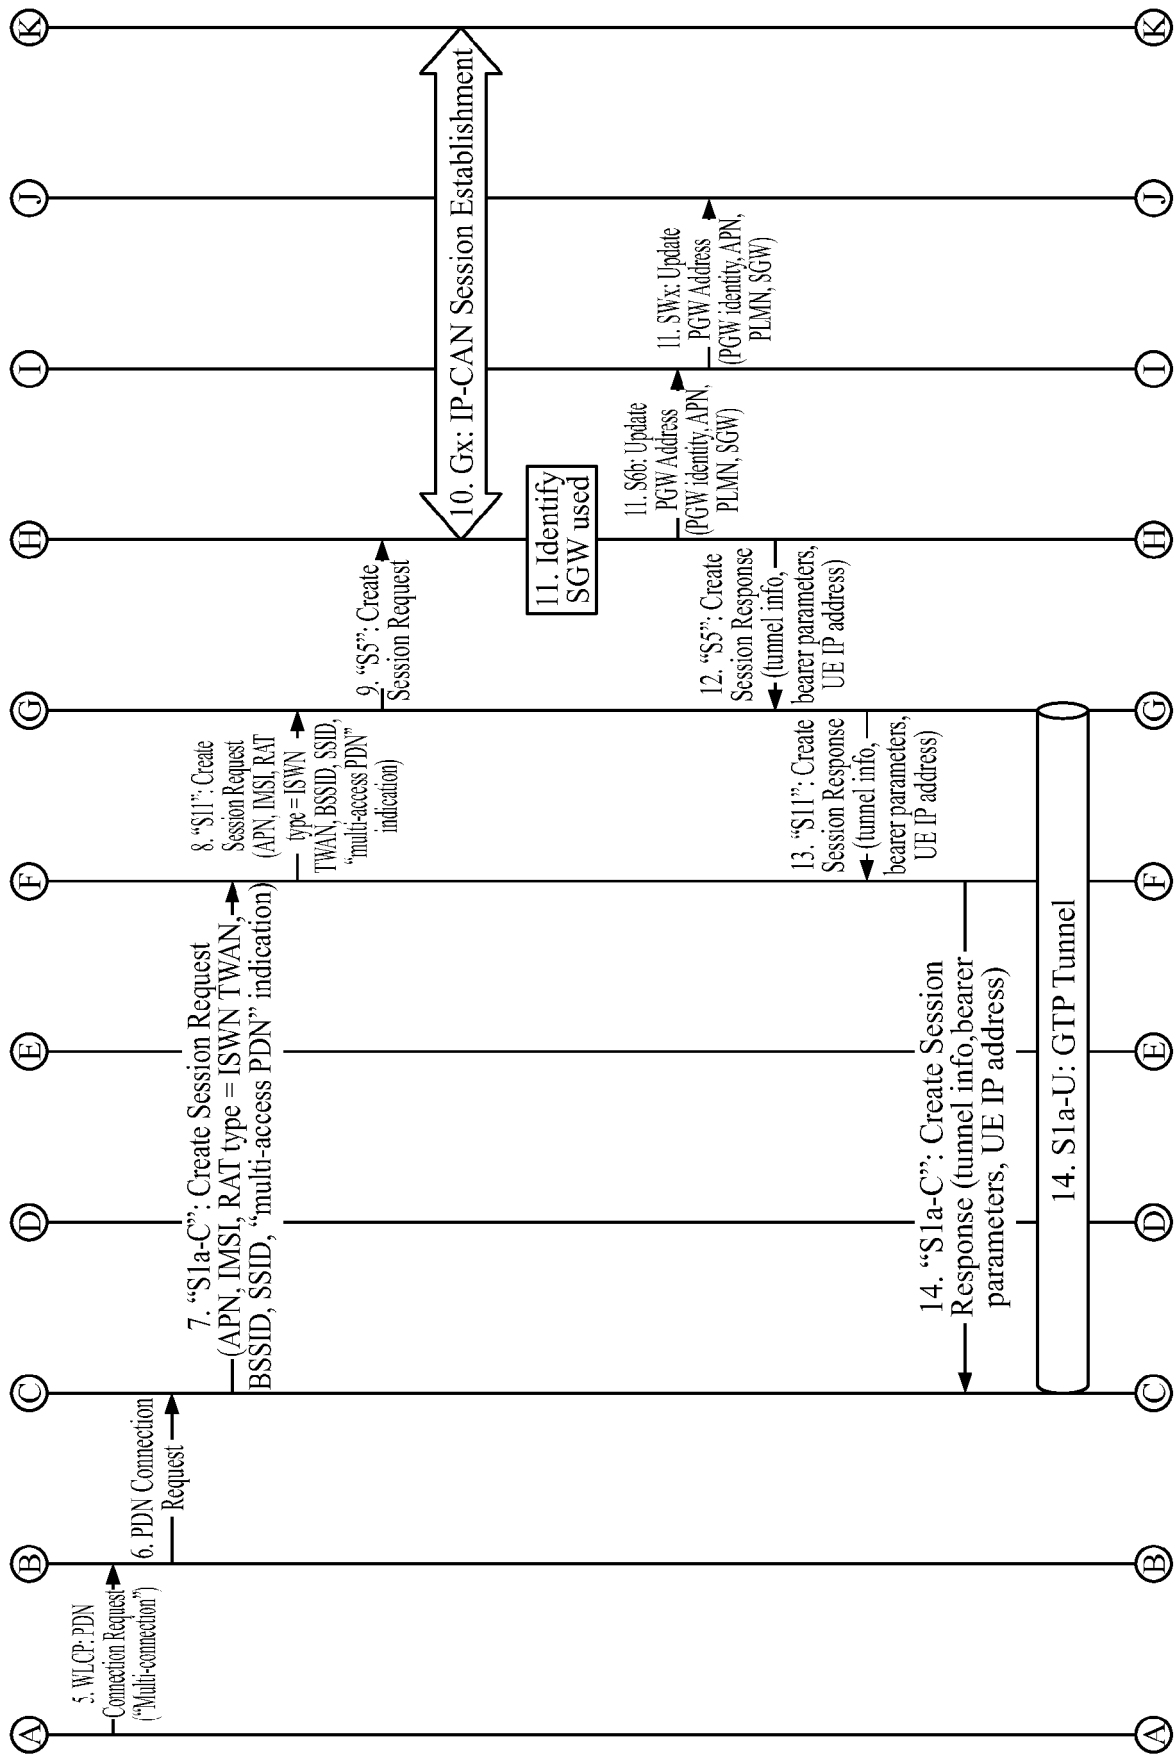 A
B
C
D
E
F
G
H
I
J
K
5. WLCP: PDN
Connection Request
("Multi-connection")
6. PDN Connection
Request
7. “S1a-C”: Create Session Request
(APN, IMSI, RAT type = ISWN TWAN,
BSSID, SSID, “multi-access PDN” indication)
8. “S11”: Create
Session Request
(APN, IMSI, RAT
type = ISWN
TWAN, BSSID, SSID,
“multi-access PDN”
indication)
9. “S5”: Create
Session Request
10. Gx: IP-CAN Session Establishment
11. Identify
SGW used
11. S6b: Update
PGW Address
(PGW identity, APN,
PLMN, SGW)
11. SWx: Update
PGW Address
(PGW identity, APN,
PLMN, SGW)
12. “S5”: Create
Session Response
(tunnel info,
bearer parameters,
UE IP address)
13. “S11”: Create
Session Response
(tunnel info,
bearer parameters,
UE IP address)
14. “S1a-C”: Create Session
Response (tunnel info,bearer
parameters, UE IP address)
14. S1a-U: GTP Tunnel
A
B
C
D
E
F
G
H
I
J
K